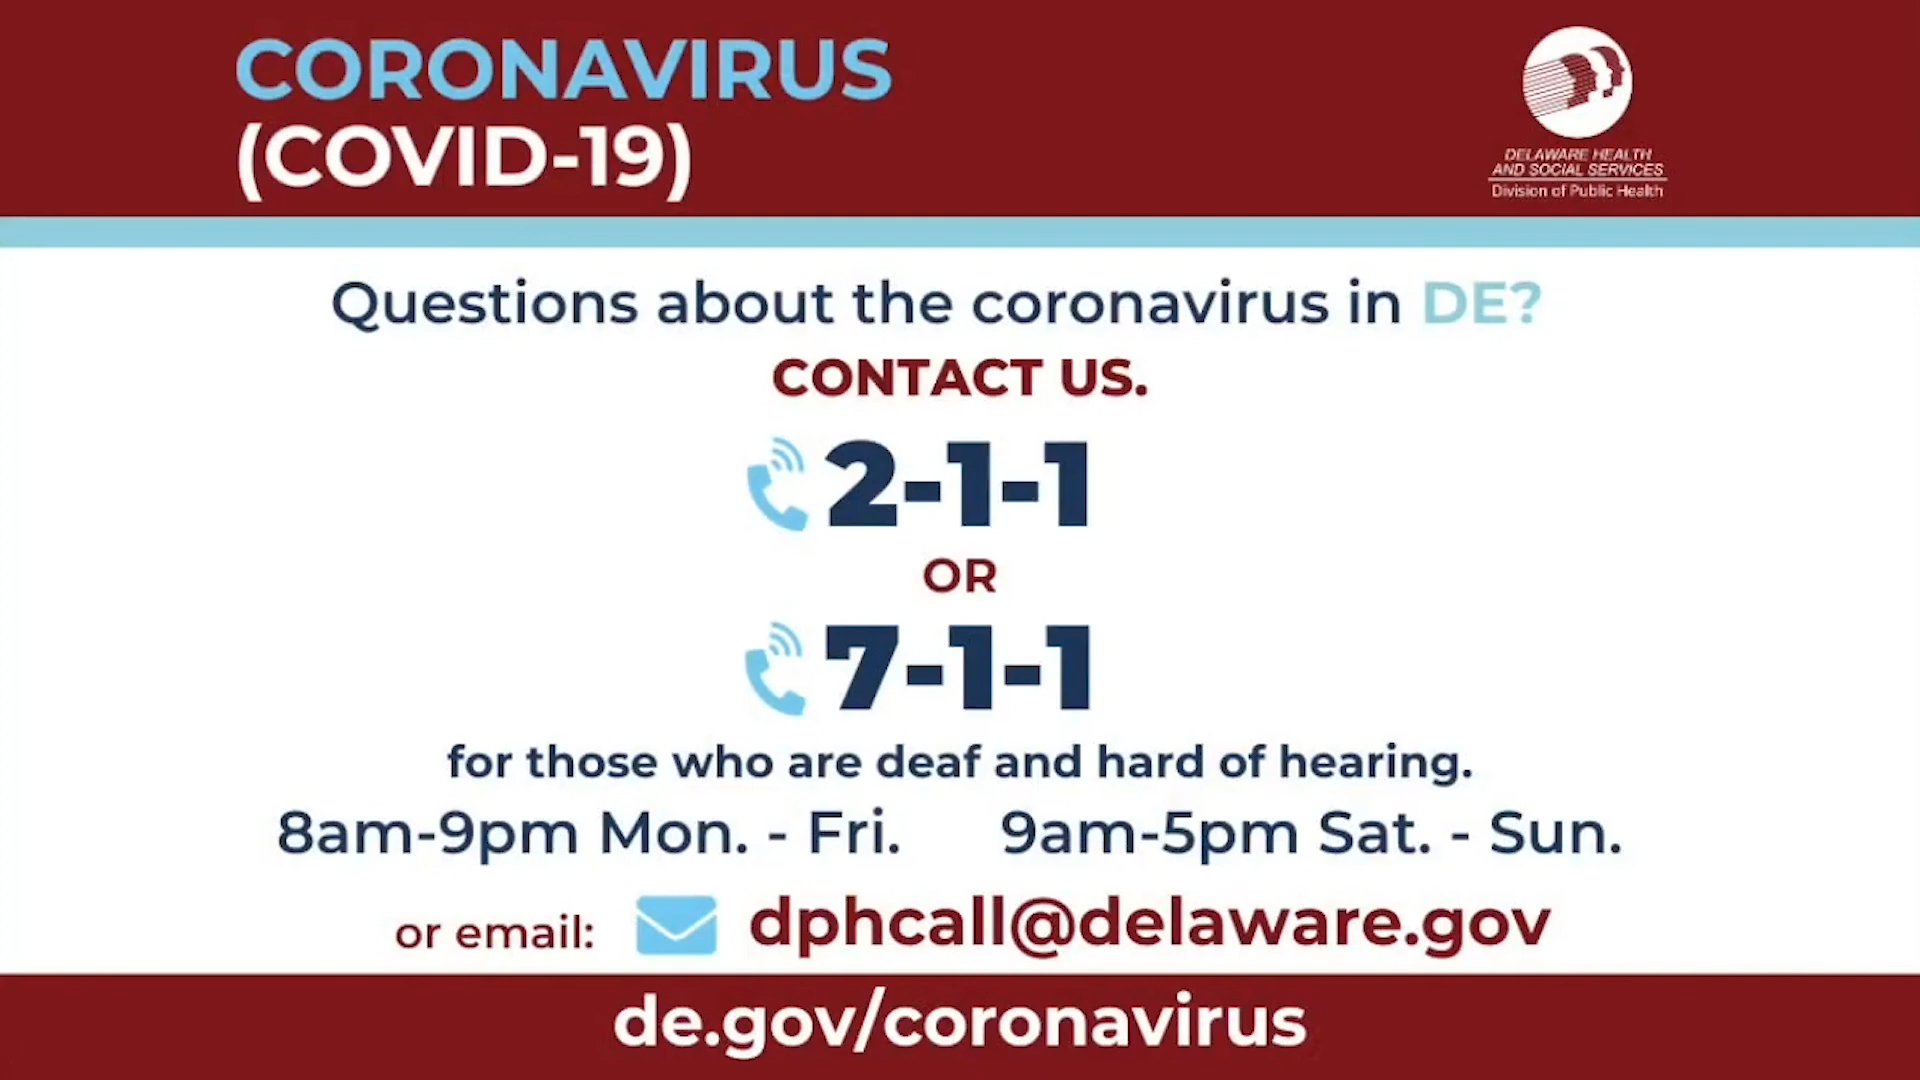 CORONAVIRUS
(COVID-19)
DELAWARE HEALTH
AND SOCIAL SERVICES
Division of Public Health
Questions about the coronavirus in DE?
CONTACT US.
2-1-1
OR
7-1-1
for those who are deaf and hard of hearing.
8am-9pm Mon. - Fri. 9am-5pm Sat. - Sun.
or email: dphcall@delaware.gov
de.gov/coronavirus